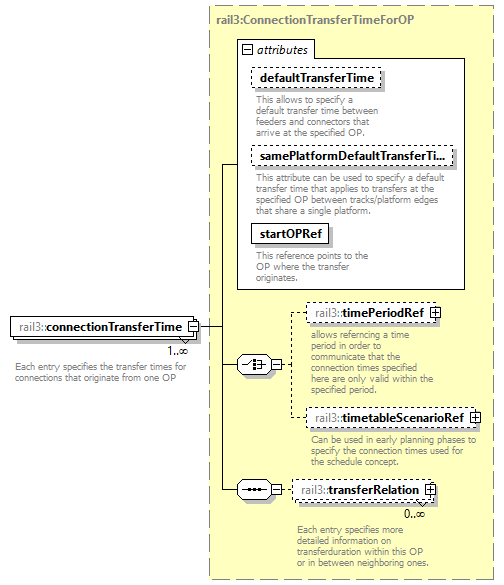 rail3:ConnectionTransferTimeForOP
attributes
defaultTransferTime
This allows to specify a
default transfer time between
feeders and connectors that
arrive at the specified OP.
samePlatformDefaultTransferTi...
This attribute can be used to specify a default
transfer time that applies to transfers at the
specified OP between tracks/platform edges
that share a single platform.
startOPRef
This reference points to the
OP where the transfer
originates.
rail3::connectionTransferTime
1..∞
Each entry specifies the transfer times for
connections that originate from one OP
rail3::timePeriodRef
allows referncing a time
period in order to
communicate that the
connection times specified
here are only valid within the
specified period.
rail3::timetableScenarioRef
Can be used in early planning phases to
specify the connection times used for
the schedule concept.
rail3::transferRelation
0..∞
Each entry specifies more
detailed information on
transferduration within this OP
or in between neighboring ones.